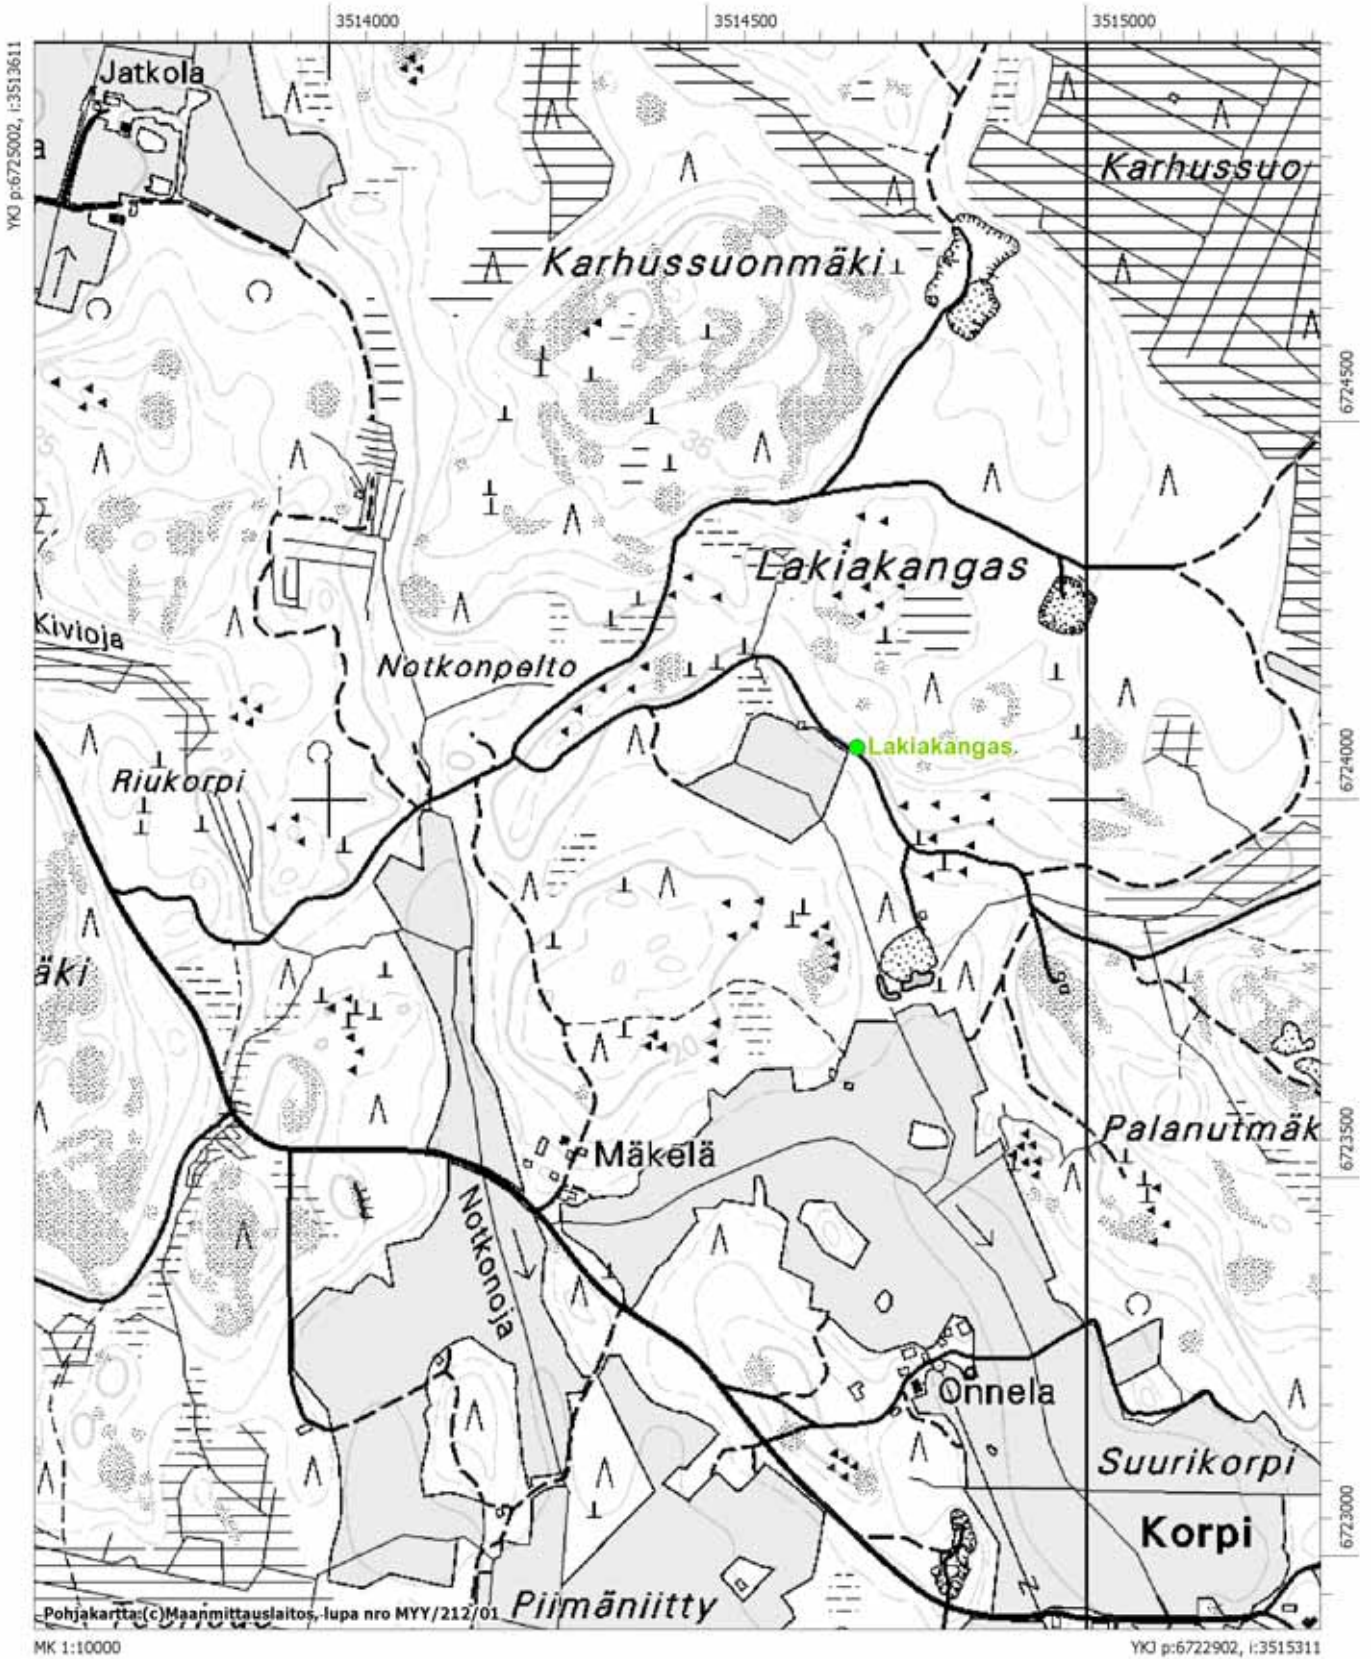 3514000
3514500
3515000
YKJ p:6725002, i:3513611
Jatkola
a
Karhussuo
Karhussuonmäki
6724500
35
Lakiakangas
Kivioja
Notkonpelto
Lakiakangas
6724000
Riukorpi
äki
20
Palanutmäk
6723500
Mäkelä
Notkonoja
Onnela
Suurikorpi
Korpi
6723000
Pohjakartta:(c)Maanmittauslaitos, lupa nro MYY/212/01
Piimäniitty
MK 1:10000
YKJ p:6722902, i:3515311